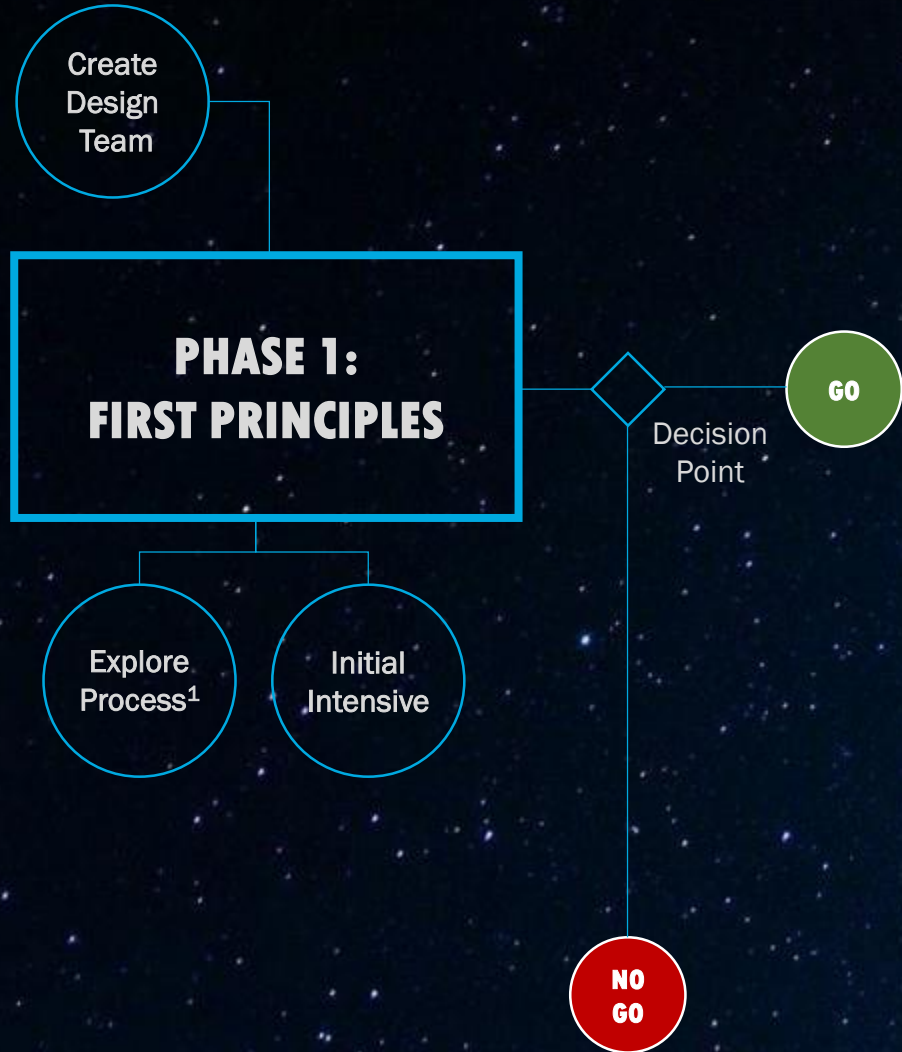 Create
Design
Team
PHASE 1:
FIRST PRINCIPLES
GO
Decision
Point
Explore
Process¹
Initial
Intensive
NO
GO